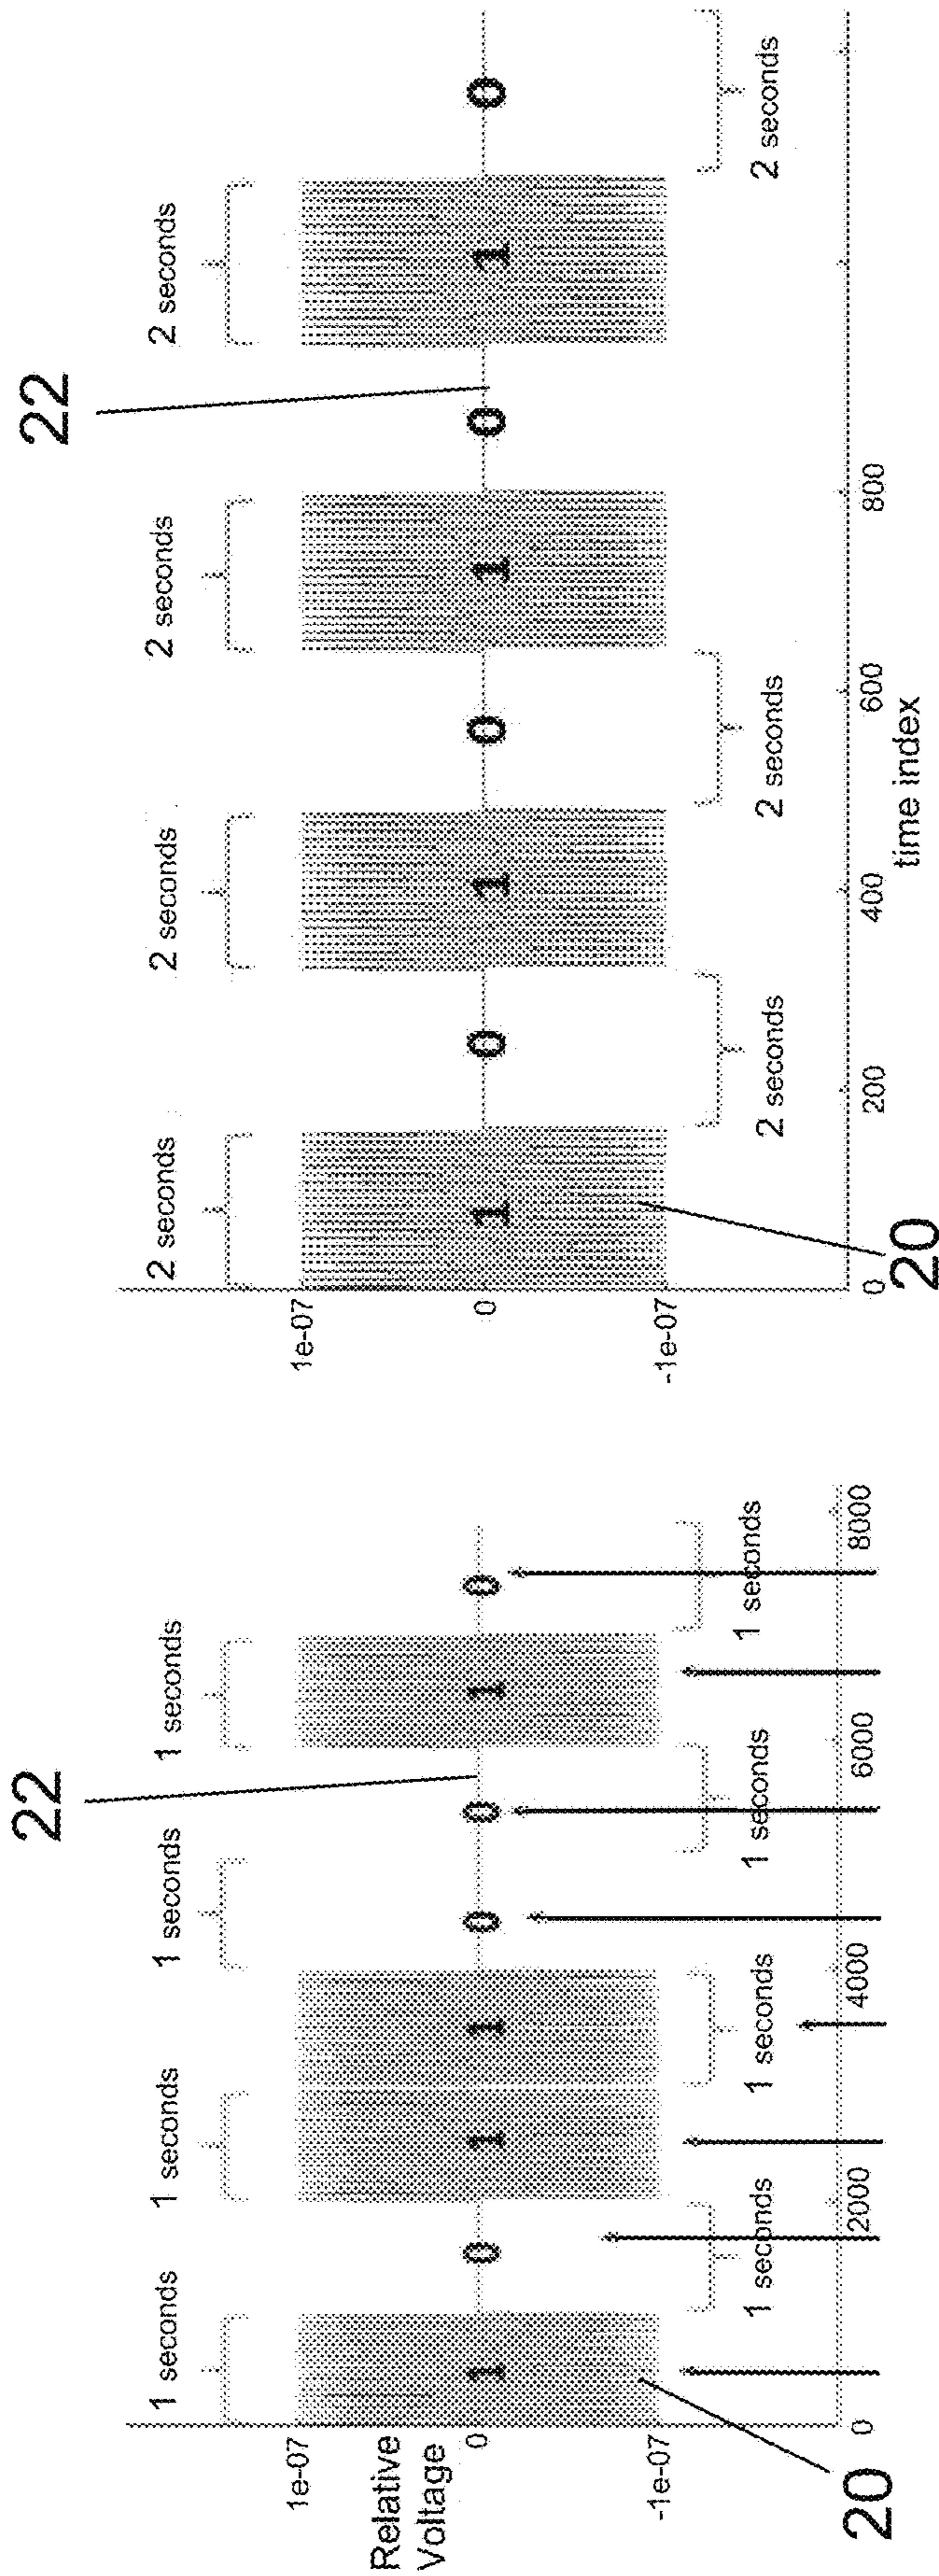 22
1 seconds 1 seconds 1 seconds 1 seconds
1e-07
Relative
Voltage
0
1 0 1 1 0 0 1 0
-1e-07
1 seconds 1 seconds 1 seconds 1 seconds
0 2000 4000 6000 8000
20
22
2 seconds 2 seconds 2 seconds 2 seconds
1e-07
0
1 0 1 0 1 0 1 0
-1e-07
2 seconds 2 seconds 2 seconds
0 200 400 600 800
time index
20